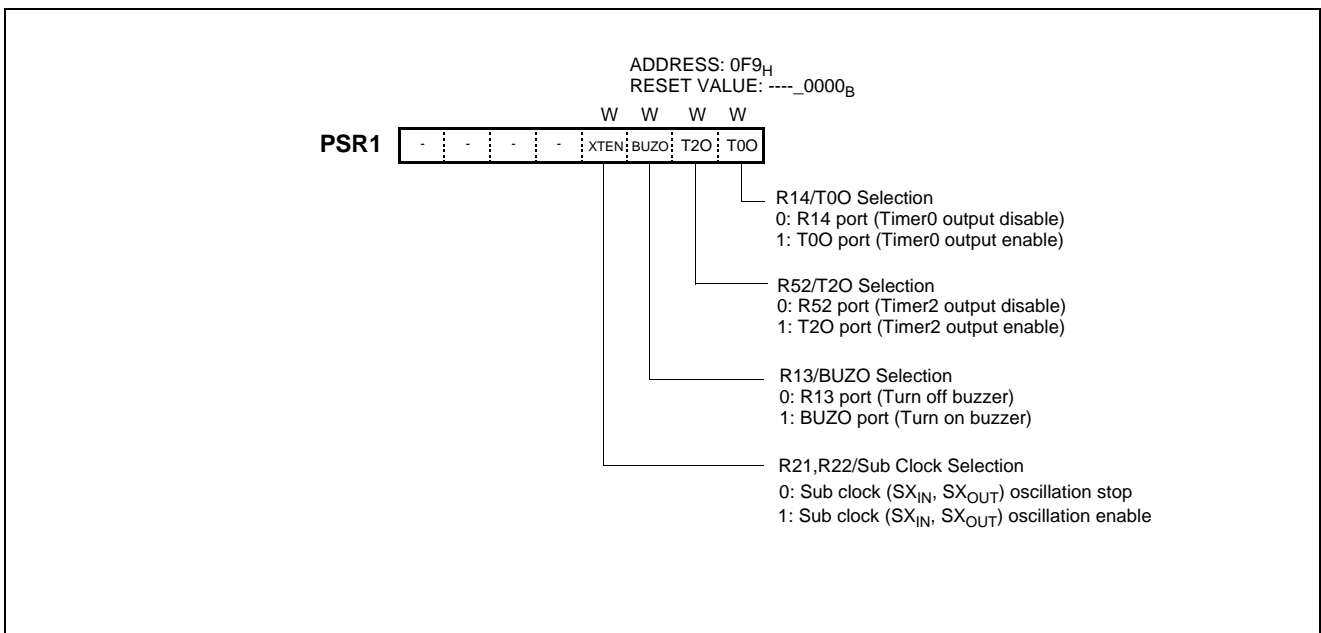 ADDRESS: 0F9H
RESET VALUE: ----_0000B
W W W W
PSR1 - - - - XTEN BUZO T2O T0O
R14/T0O Selection
0: R14 port (Timer0 output disable)
1: T0O port (Timer0 output enable)
R52/T2O Selection
0: R52 port (Timer2 output disable)
1: T2O port (Timer2 output enable)
R13/BUZO Selection
0: R13 port (Turn off buzzer)
1: BUZO port (Turn on buzzer)
R21,R22/Sub Clock Selection
0: Sub clock (SXIN, SXOUT) oscillation stop
1: Sub clock (SXIN, SXOUT) oscillation enable